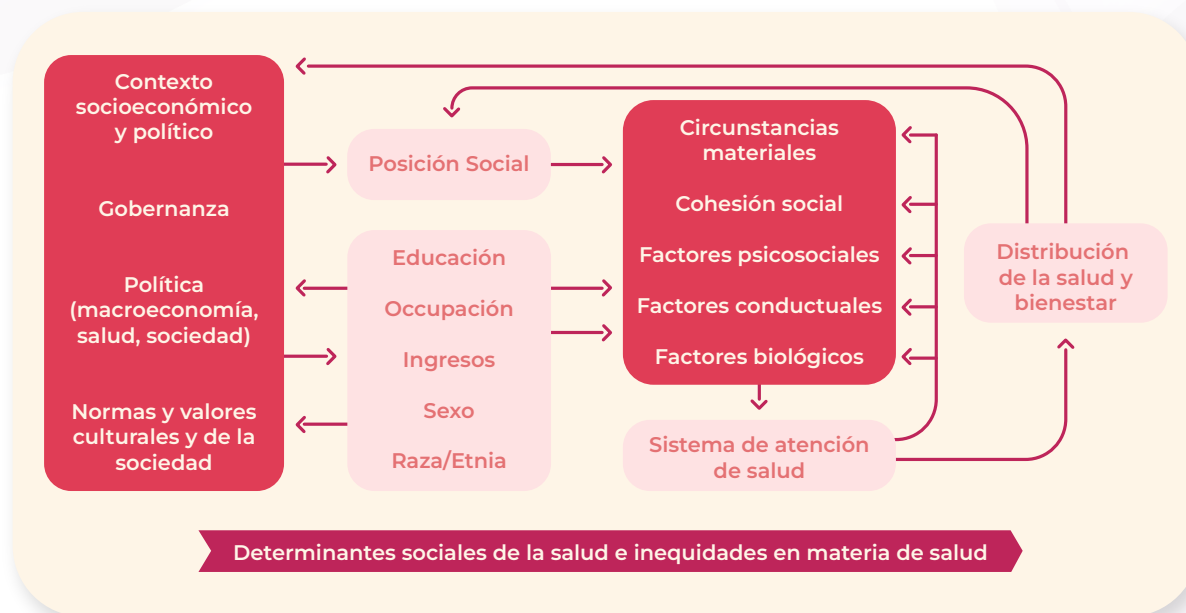 Contexto
socioeconómico
y político
Gobernanza
Política
(macroeconomía,
salud, sociedad)
Normas y valores
culturales y de la
sociedad
Posición Social
Educación
Occupación
Ingresos
Sexo
Raza/Etnia
Circunstancias
materiales
Cohesión social
Factores psicosociales
Factores conductuales
Factores biológicos
Sistema de atención
de salud
Distribución
de la salud y
bienestar
Determinantes sociales de la salud e inequidades en materia de salud